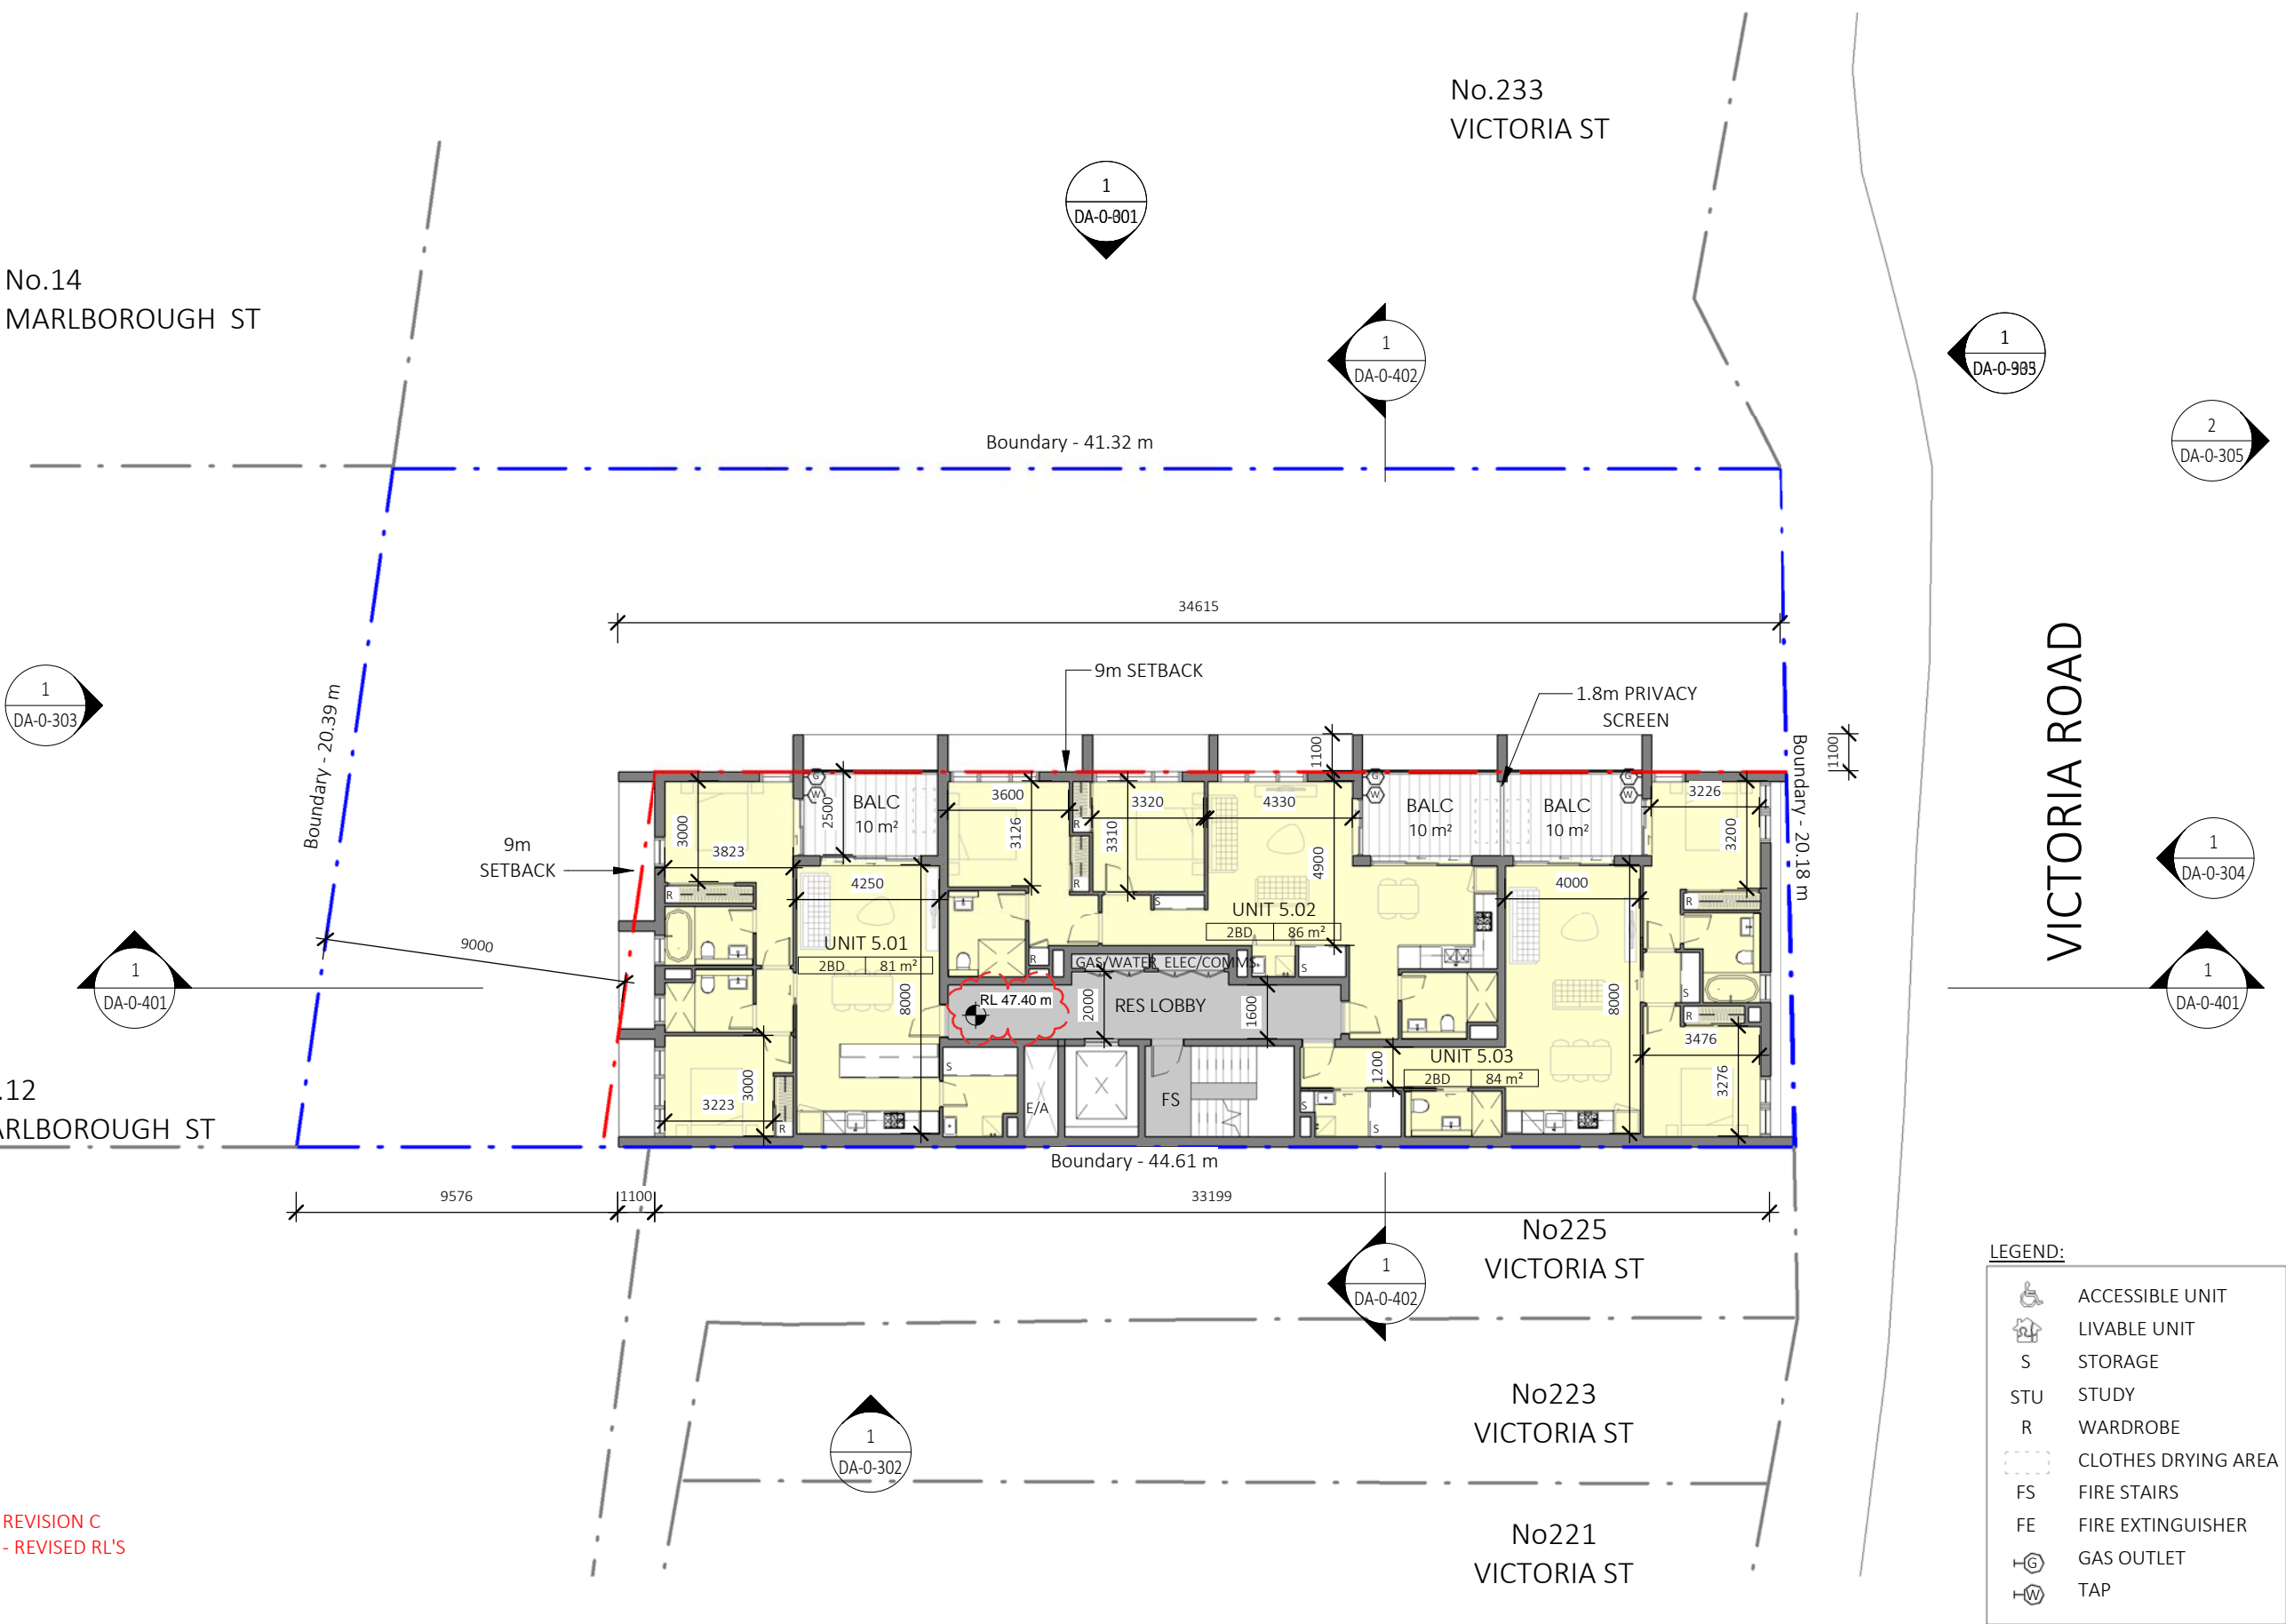 No.233
VICTORIA ST
1
DA-0-001
No.14
MARLBOROUGH ST
1
DA-0-402
1
2
DA-0-305
Boundary - 41.32 m
34615
9m SETBACK
1.8m PRIVACY
SCREEN
1
DA-0-303
Boundary - 20.39 m
VICTORIA ROAD
1100
1100
Boundary - 20.18 m
G
W
BALC
10 m²
2500
3600
3126
R
R
3320
3310
4330
4900
G
W
BALC
10 m²
BALC
10 m²
G
W
3226
3200
3000
3823
9m
SETBACK
R
4250
S
4000
R
1
DA-0-304
UNIT 5.01
2BD 81 m²
UNIT 5.02
2BD 86 m²
9000
1
DA-0-401
R
GAS/WATER ELEC/COMMS
S
S
R
1
DA-0-401
8000
RL 47.40 m
2000
RES LOBBY
1600
8000
3476
3276
3000
3223
R
S
E/A
FS
1200
UNIT 5.03
2BD 84 m²
S
S
.12
ARLBOROUGH ST
Boundary - 44.61 m
9576
1100
33199
No225
VICTORIA ST
1
DA-0-402
No223
VICTORIA ST
1
DA-0-302
No221
VICTORIA ST
REVISION C
- REVISED RL'S
LEGEND:
ACCESSIBLE UNIT
LIVABLE UNIT
S STORAGE
STU STUDY
R WARDROBE
CLOTHES DRYING AREA
FS FIRE STAIRS
FE FIRE EXTINGUISHER
G GAS OUTLET
W TAP